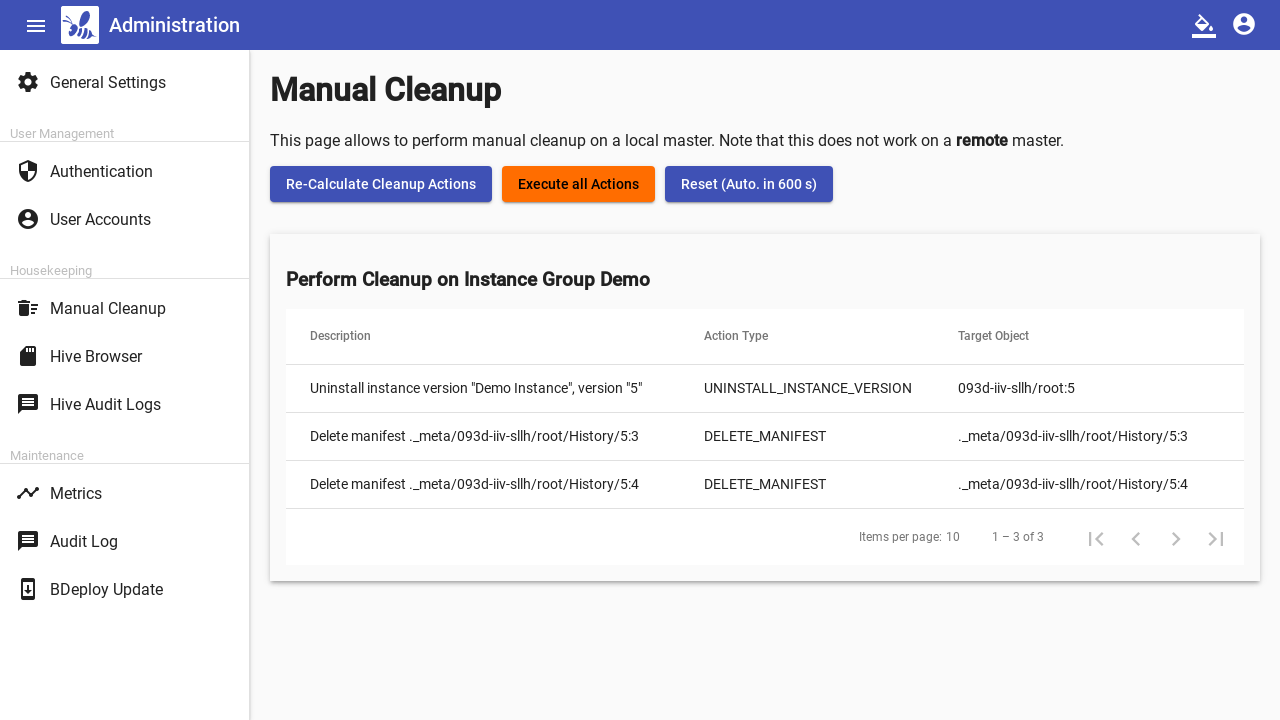 Administration
General Settings
User Management
Authentication
User Accounts
Housekeeping
Manual Cleanup
Hive Browser
Hive Audit Logs
Maintenance
Metrics
Audit Log
BDeploy Update
Manual Cleanup
This page allows to perform manual cleanup on a local master. Note that this does not work on a remote master.
Re-Calculate Cleanup Actions Execute all Actions Reset (Auto. in 600 s)
Perform Cleanup on Instance Group Demo
Description Action Type Target Object
Uninstall instance version "Demo Instance", version "5" UNINSTALL_INSTANCE_VERSION 093d-iiv-sllh/root:5
Delete manifest ._meta/093d-iiv-sllh/root/History/5:3 DELETE_MANIFEST ._meta/093d-iiv-sllh/root/History/5:3
Delete manifest ._meta/093d-iiv-sllh/root/History/5:4 DELETE_MANIFEST ._meta/093d-iiv-sllh/root/History/5:4
Items per page: 10 1 – 3 of 3